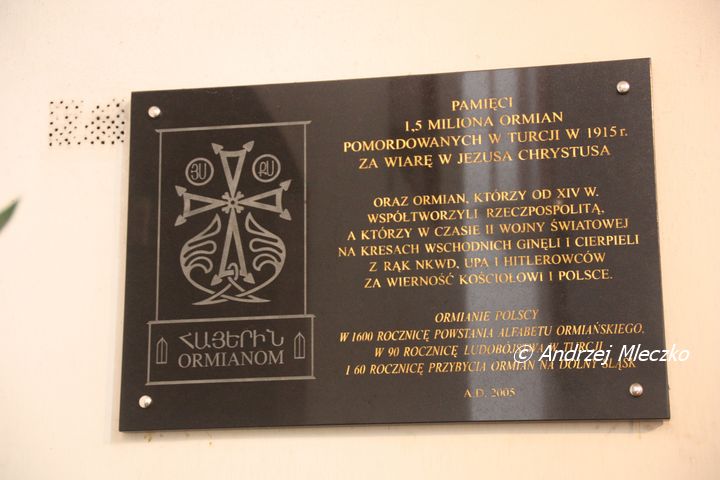 PAMIĘCI
1,5 MILIONA ORMIAN
POMORDOWANYCH W TURCJI W 1915 r.
ZA WIARĘ W JEZUSA CHRYSTUSA
ORAZ ORMIAN, KTÓRZY OD XIV W.
WSPÓŁTWORZYLI RZECZPOSPOLITĄ,
A KTÓRZY W CZASIE II WOJNY ŚWIATOWEJ
NA KRESACH WSCHODNICH GINĘLI I CIERPIELI
Z RĄK NKWD, UPA I HITLEROWCÓW
ZA WIERNOŚĆ KOŚCIOŁOWI I POLSCE.
ORMIANIE POLSCY
W 1600 ROCZNICĘ POWSTANIA ALFABETU ORMIAŃSKIEGO,
W 90 ROCZNICĘ LUDOBÓJSTWA W TURCJI
I 60 ROCZNICĘ PRZYBYCIA ORMIAN NA DOLNY ŚLĄSK
A.D. 2005
ՅՍ ՔՍ
ՀԱՅԵՐԻՆ
ORMIANOM
© Andrzej Mleczko